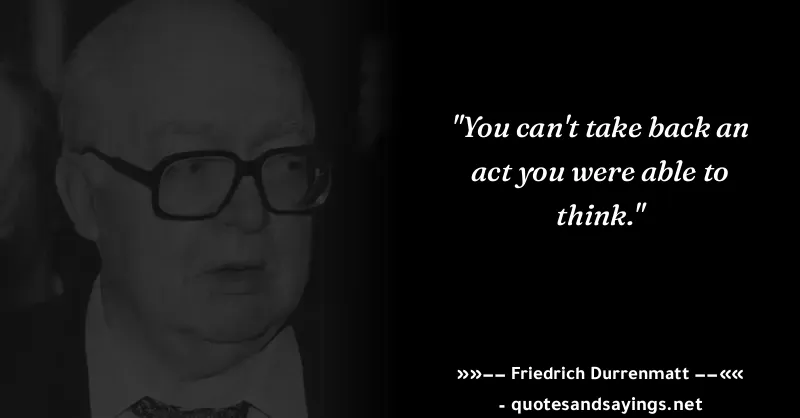 "You can't take back an
act you were able to
think."
»»−− Friedrich Durrenmatt −−««
- quotesandsayings.net